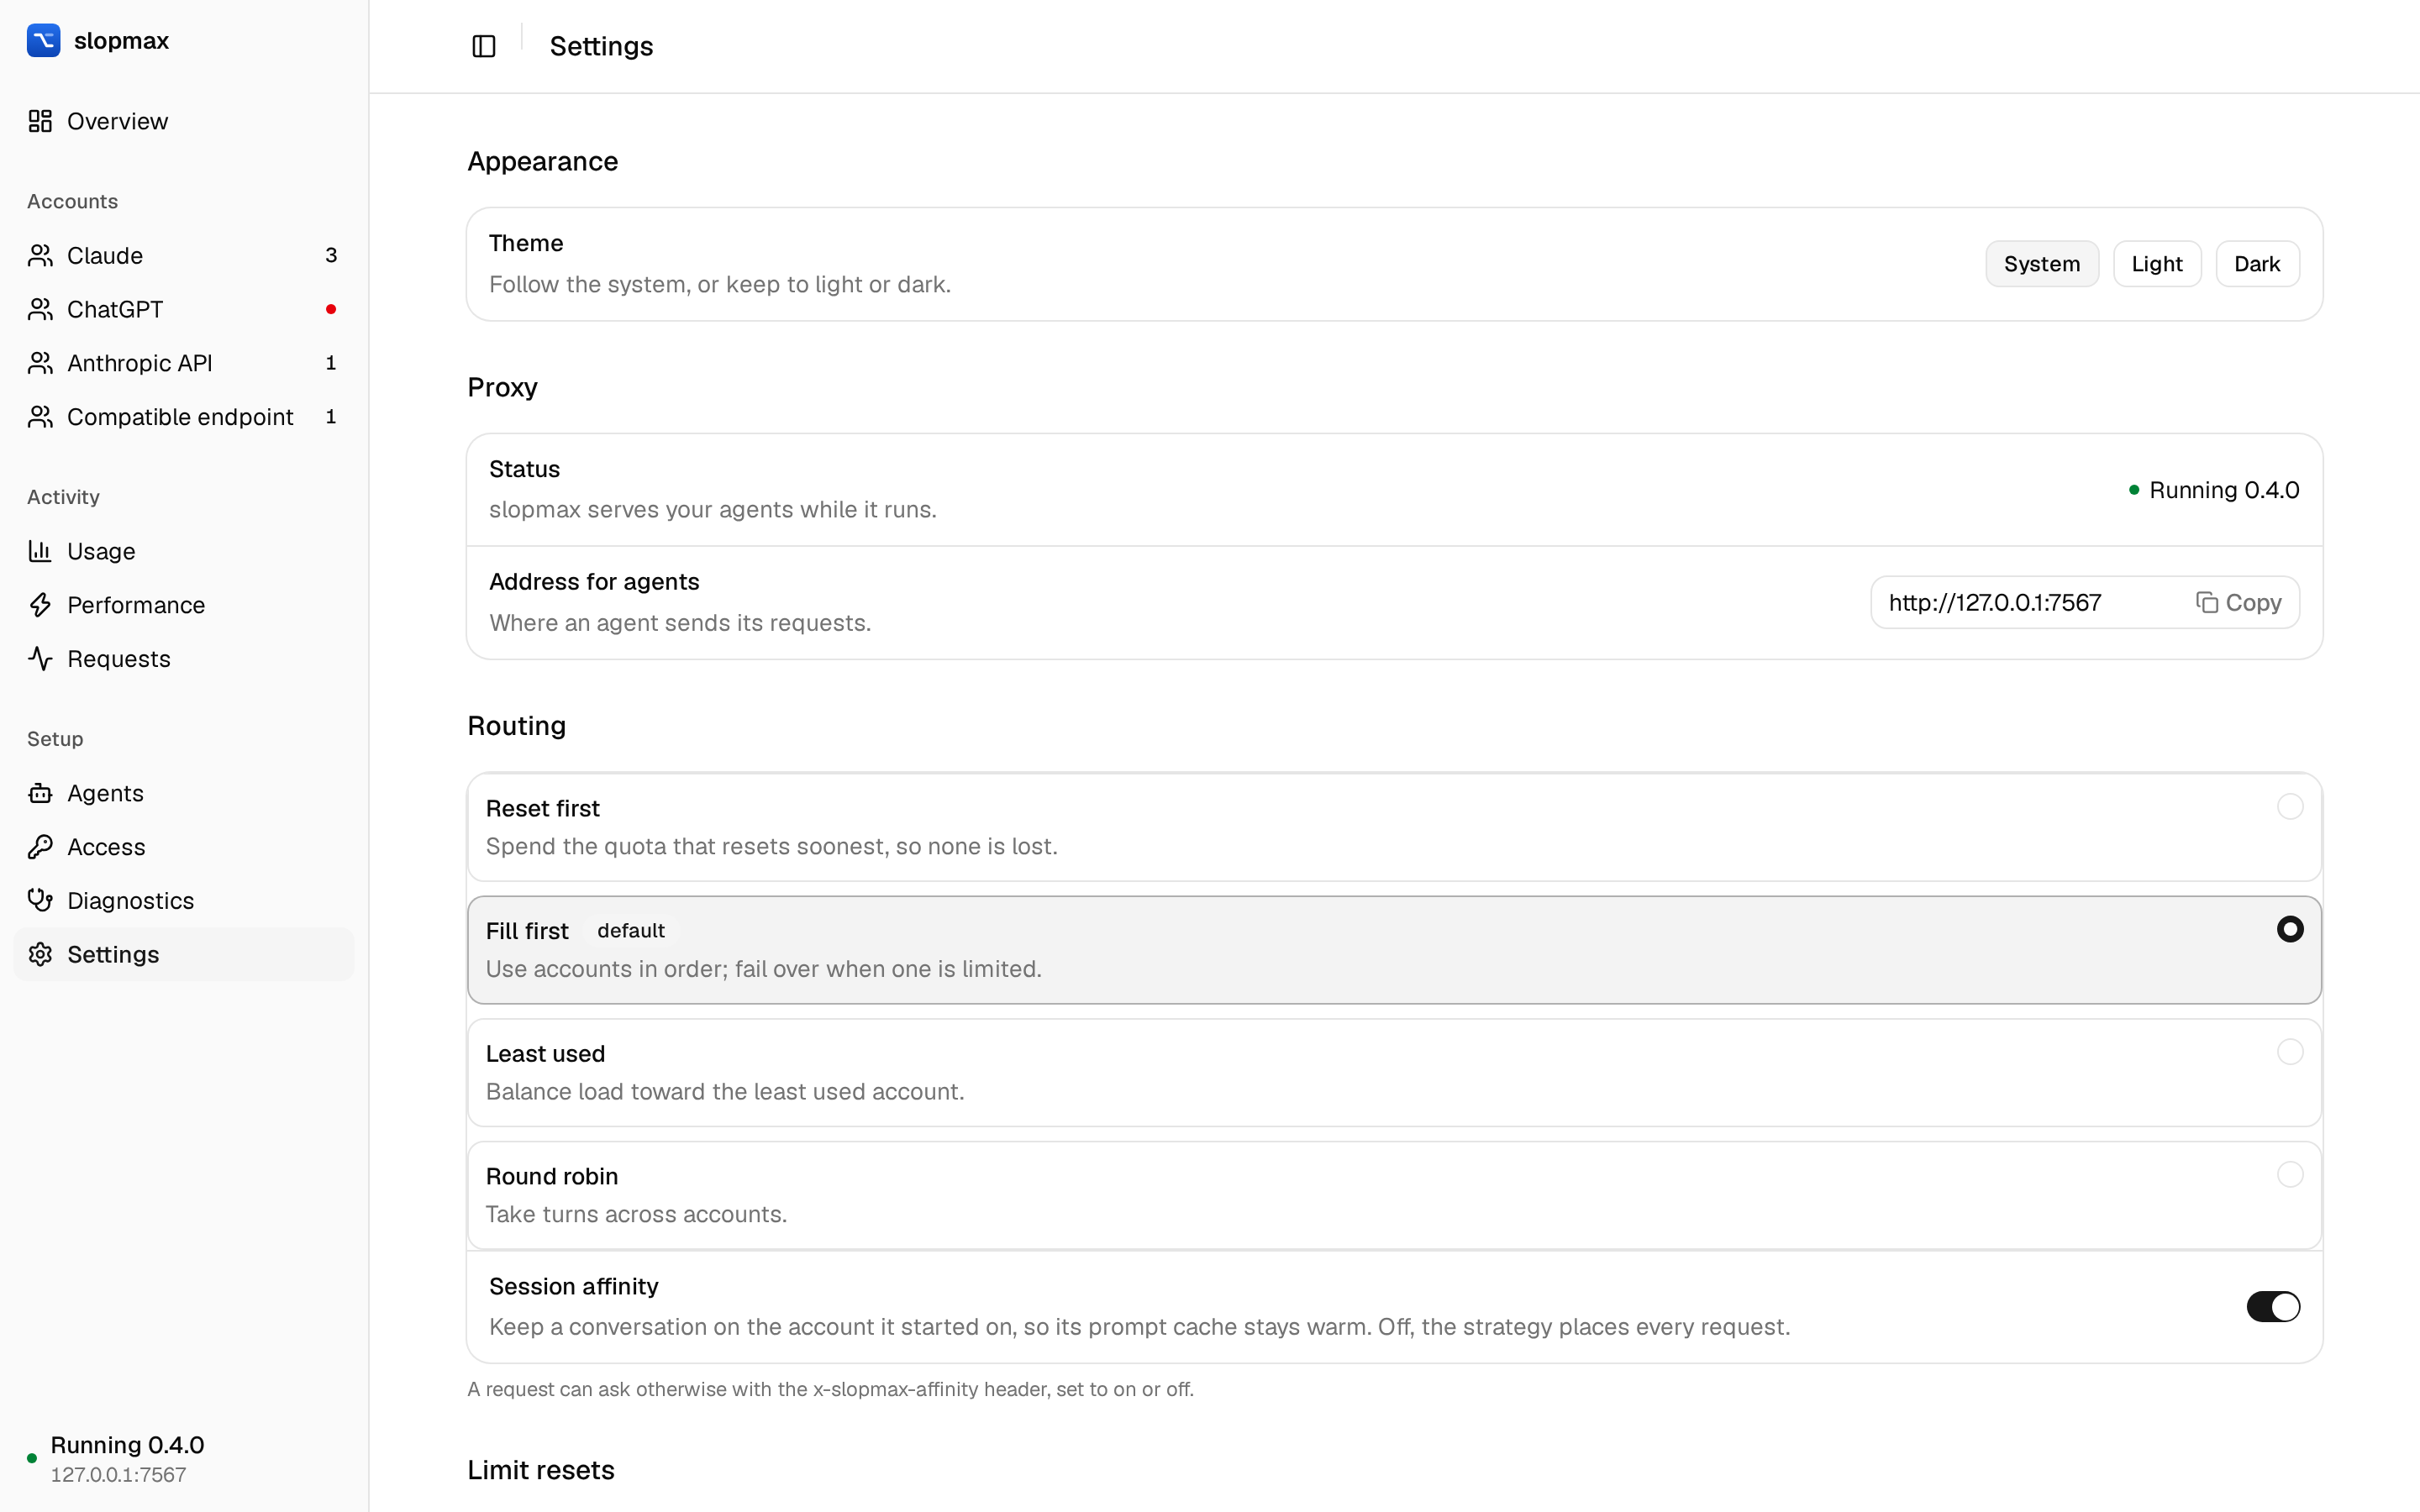 slopmax
Overview
Accounts
Claude 3
ChatGPT
Anthropic API 1
Compatible endpoint 1
Activity
Usage
Performance
Requests
Setup
Agents
Access
Diagnostics
Settings
Running 0.4.0
127.0.0.1:7567
Settings
Appearance
Theme
Follow the system, or keep to light or dark.
System Light Dark
Proxy
Status
slopmax serves your agents while it runs.
Running 0.4.0
Address for agents
Where an agent sends its requests.
http://127.0.0.1:7567 Copy
Routing
Reset first
Spend the quota that resets soonest, so none is lost.
Fill first default
Use accounts in order; fail over when one is limited.
Least used
Balance load toward the least used account.
Round robin
Take turns across accounts.
Session affinity
Keep a conversation on the account it started on, so its prompt cache stays warm. Off, the strategy places every request.
A request can ask otherwise with the x-slopmax-affinity header, set to on or off.
Limit resets